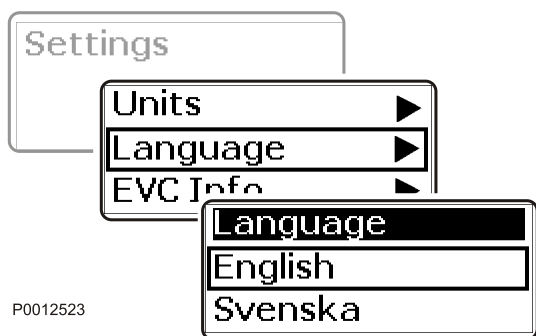 Settings
Units
Language
EVC Info
Language
English
Svenska
P0012523